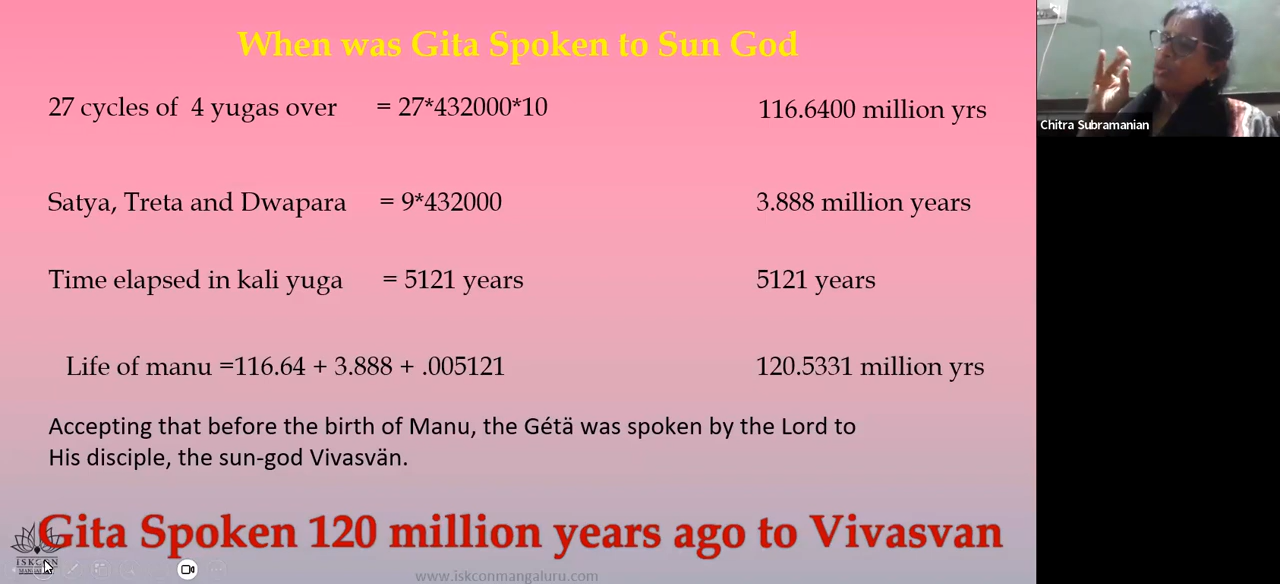 When was Gita Spoken to Sun God
27 cycles of 4 yugas over = 27*432000*10 116.6400 million yrs
Satya, Treta and Dwapara = 9*432000 3.888 million years
Time elapsed in kali yuga = 5121 years 5121 years
Life of manu =116.64 + 3.888 + .005121 120.5331 million yrs
Accepting that before the birth of Manu, the Gétä was spoken by the Lord to
His disciple, the sun-god Vivasvän.
Gita Spoken 120 million years ago to Vivasvan
ISKCON
www.iskconmangaluru.com
Chitra Subramanian